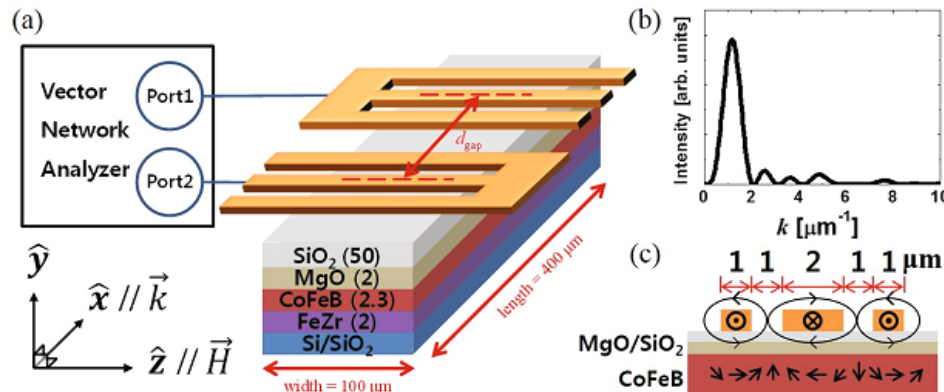 (a)
Vector
Network
Analyzer
Port1
Port2
d_gap
SiO₂ (50)
MgO (2)
CoFeB (2.3)
FeZr (2)
Si/SiO₂
length = 400 μm
width = 100 μm
ŷ
x̂ // k⃗
ẑ // H⃗
(b)
Intensity [arb. units]
0 2 4 6 8 10
k [μm⁻¹]
(c)
1 1 2 1 1 μm
MgO/SiO₂
CoFeB